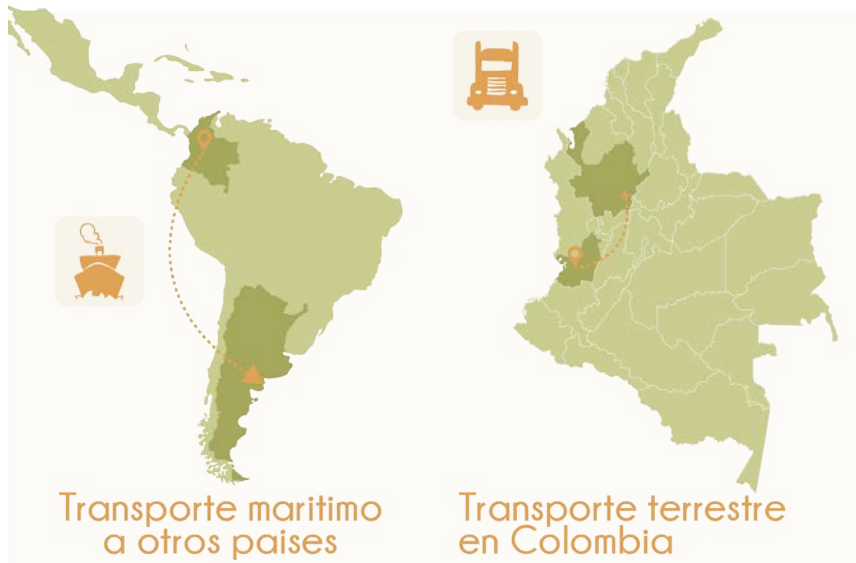 Transporte maritimo
a otros paises
Transporte terrestre
en Colombia